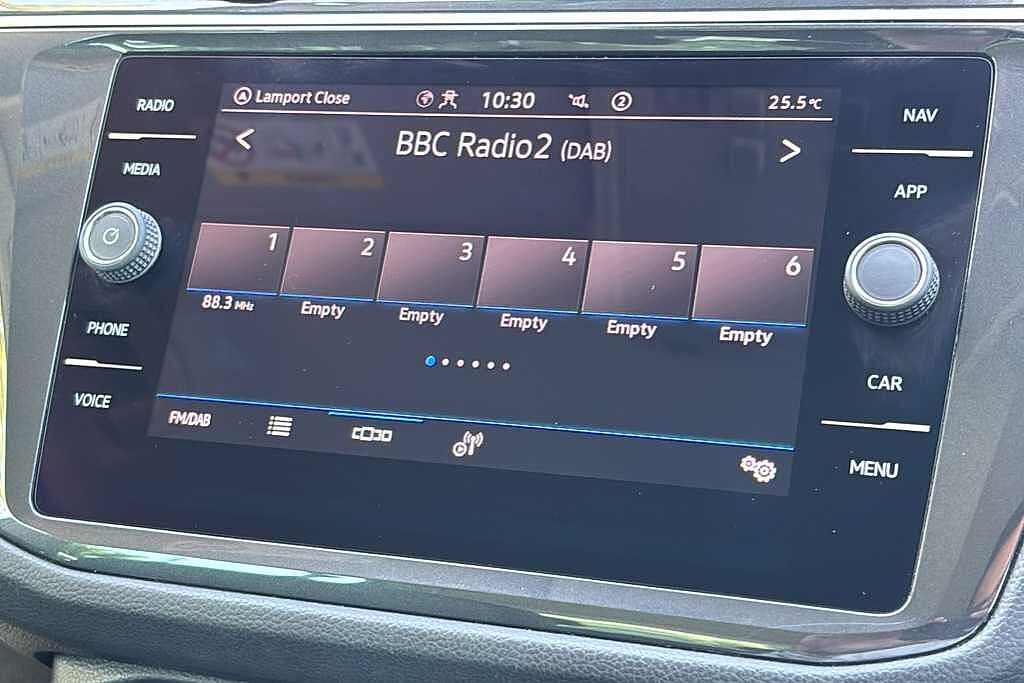 RADIO
MEDIA
PHONE
VOICE
A Lamport Close 10:30 2 25.5°C
< BBC Radio2 (DAB) >
1 2 3 4 5 6
88.3 MHz Empty Empty Empty Empty Empty
FM/DAB
NAV
APP
CAR
MENU